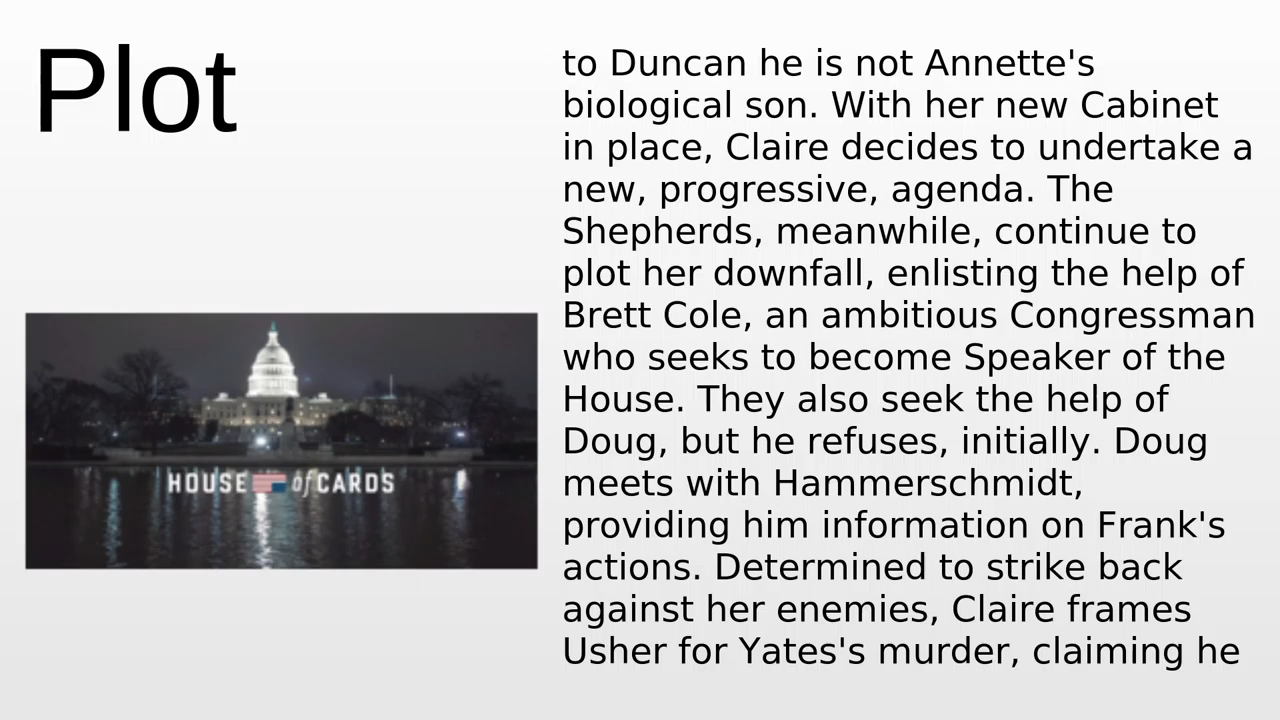 Plot
to Duncan he is not Annette's
biological son. With her new Cabinet
in place, Claire decides to undertake a
new, progressive, agenda. The
Shepherds, meanwhile, continue to
plot her downfall, enlisting the help of
Brett Cole, an ambitious Congressman
who seeks to become Speaker of the
House. They also seek the help of
Doug, but he refuses, initially. Doug
meets with Hammerschmidt,
providing him information on Frank's
actions. Determined to strike back
against her enemies, Claire frames
Usher for Yates's murder, claiming he
HOUSE of CARDS